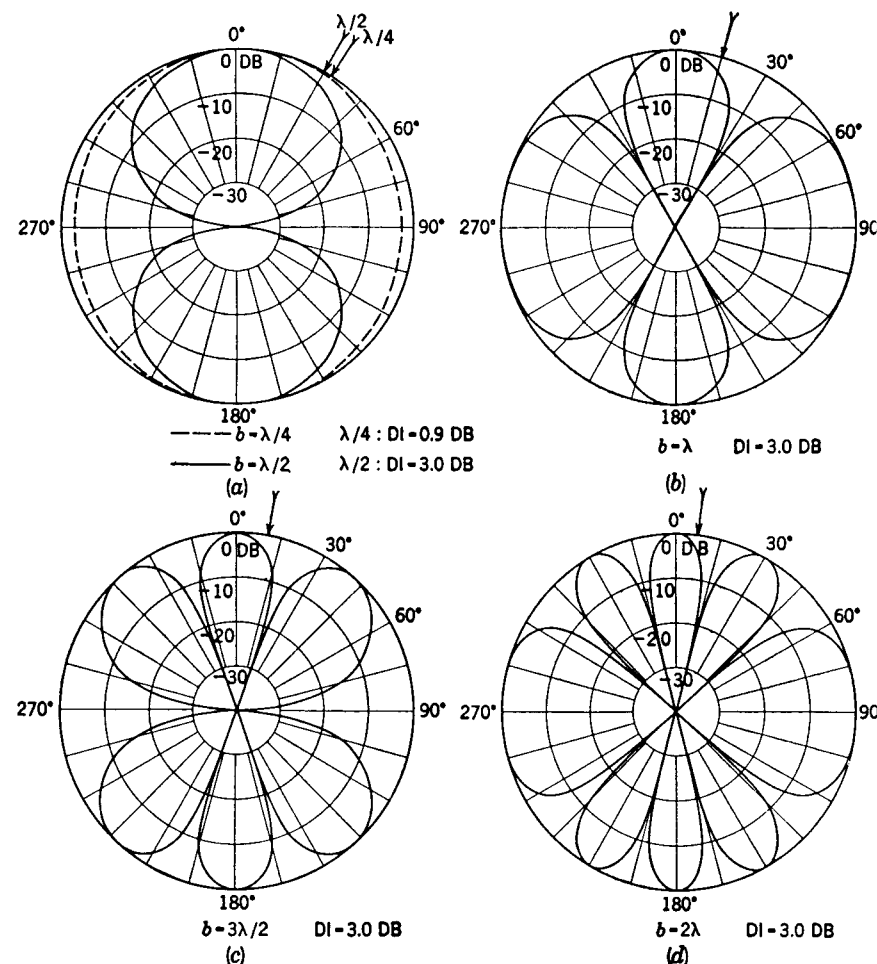 λ/2
λ/4
0°
0 DB
-10
-20
-30
60°
90°
270°
180°
b=λ/4 λ/4 : DI=0.9 DB
b=λ/2 λ/2 : DI=3.0 DB
(a)
0°
0 DB
30°
-10
60°
-20
-30
270°
90
180°
b=λ DI=3.0 DB
(b)
0°
0 DB
30°
-10
60°
-20
-30
270°
90°
180°
b=3λ/2 DI=3.0 DB
(c)
0°
0 DB
30°
-10
60°
-20
-30
270°
90
180°
b=2λ DI=3.0 DB
(d)